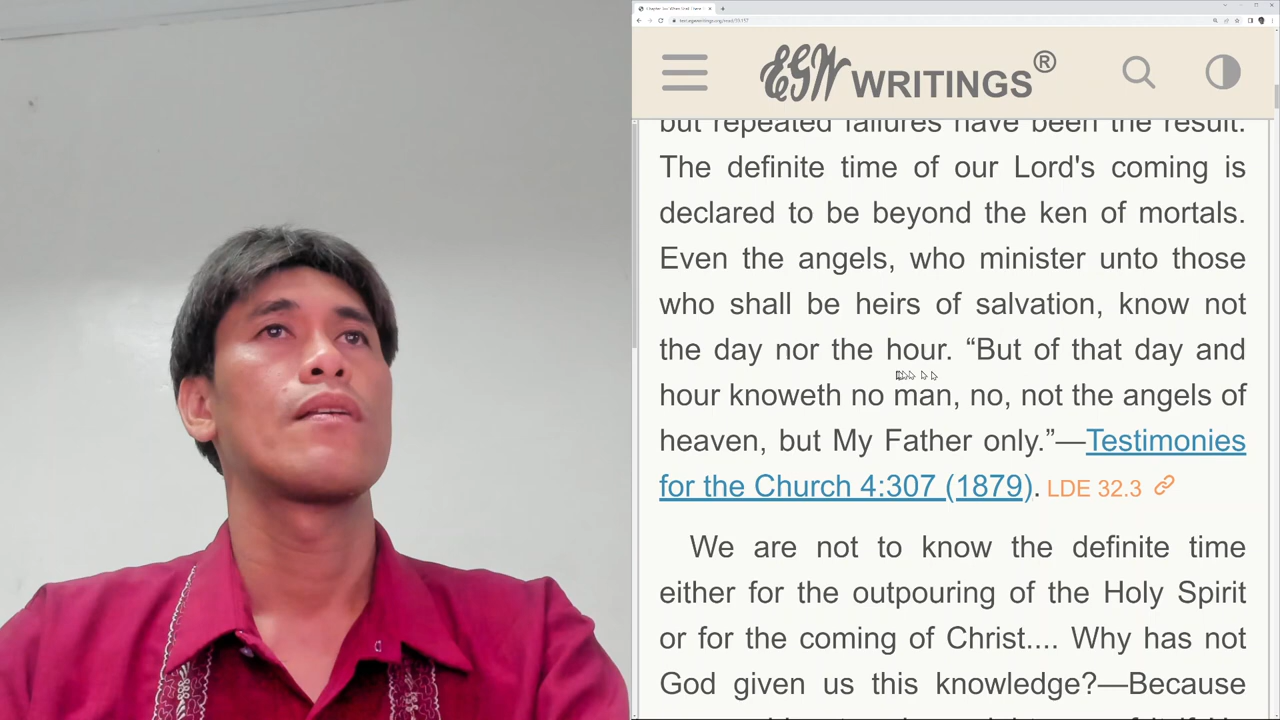 EGW WRITINGS®
but repeated failures have been the result.
The definite time of our Lord's coming is
declared to be beyond the ken of mortals.
Even the angels, who minister unto those
who shall be heirs of salvation, know not
the day nor the hour. “But of that day and
hour knoweth no man, no, not the angels of
heaven, but My Father only.”—Testimonies
for the Church 4:307 (1879). LDE 32.3
We are not to know the definite time
either for the outpouring of the Holy Spirit
or for the coming of Christ.... Why has not
God given us this knowledge?—Because